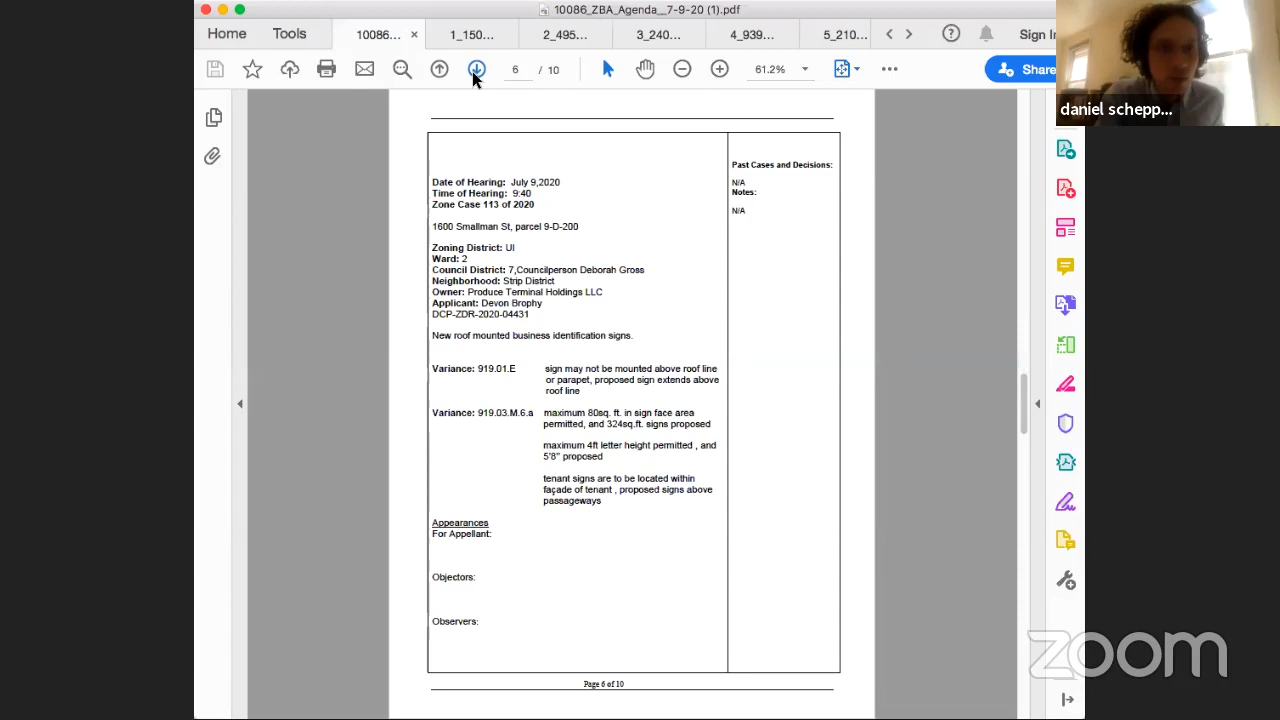 10086_ZBA_Agenda__7-9-20 (1).pdf
Home
Tools
10086...
×
1_150...
2_495...
3_240...
4_939...
5_210...
Sign In
6 / 10
61.2%
Share
daniel schepp...
Past Cases and Decisions:
N/A
Notes:
N/A
Date of Hearing: July 9,2020
Time of Hearing: 9:40
Zone Case 113 of 2020
1600 Smallman St, parcel 9-D-200
Zoning District: UI
Ward: 2
Council District: 7,Councilperson Deborah Gross
Neighborhood: Strip District
Owner: Produce Terminal Holdings LLC
Applicant: Devon Brophy
DCP-ZDR-2020-04431
New roof mounted business identification signs.
Variance: 919.01.E sign may not be mounted above roof line
or parapet, proposed sign extends above
roof line
Variance: 919.03.M.6.a maximum 80sq. ft. in sign face area
permitted, and 324sq.ft. signs proposed
maximum 4ft letter height permitted , and
5'8" proposed
tenant signs are to be located within
façade of tenant , proposed signs above
passageways
Appearances
For Appellant:
Objectors:
Observers:
Page 6 of 10
zoom